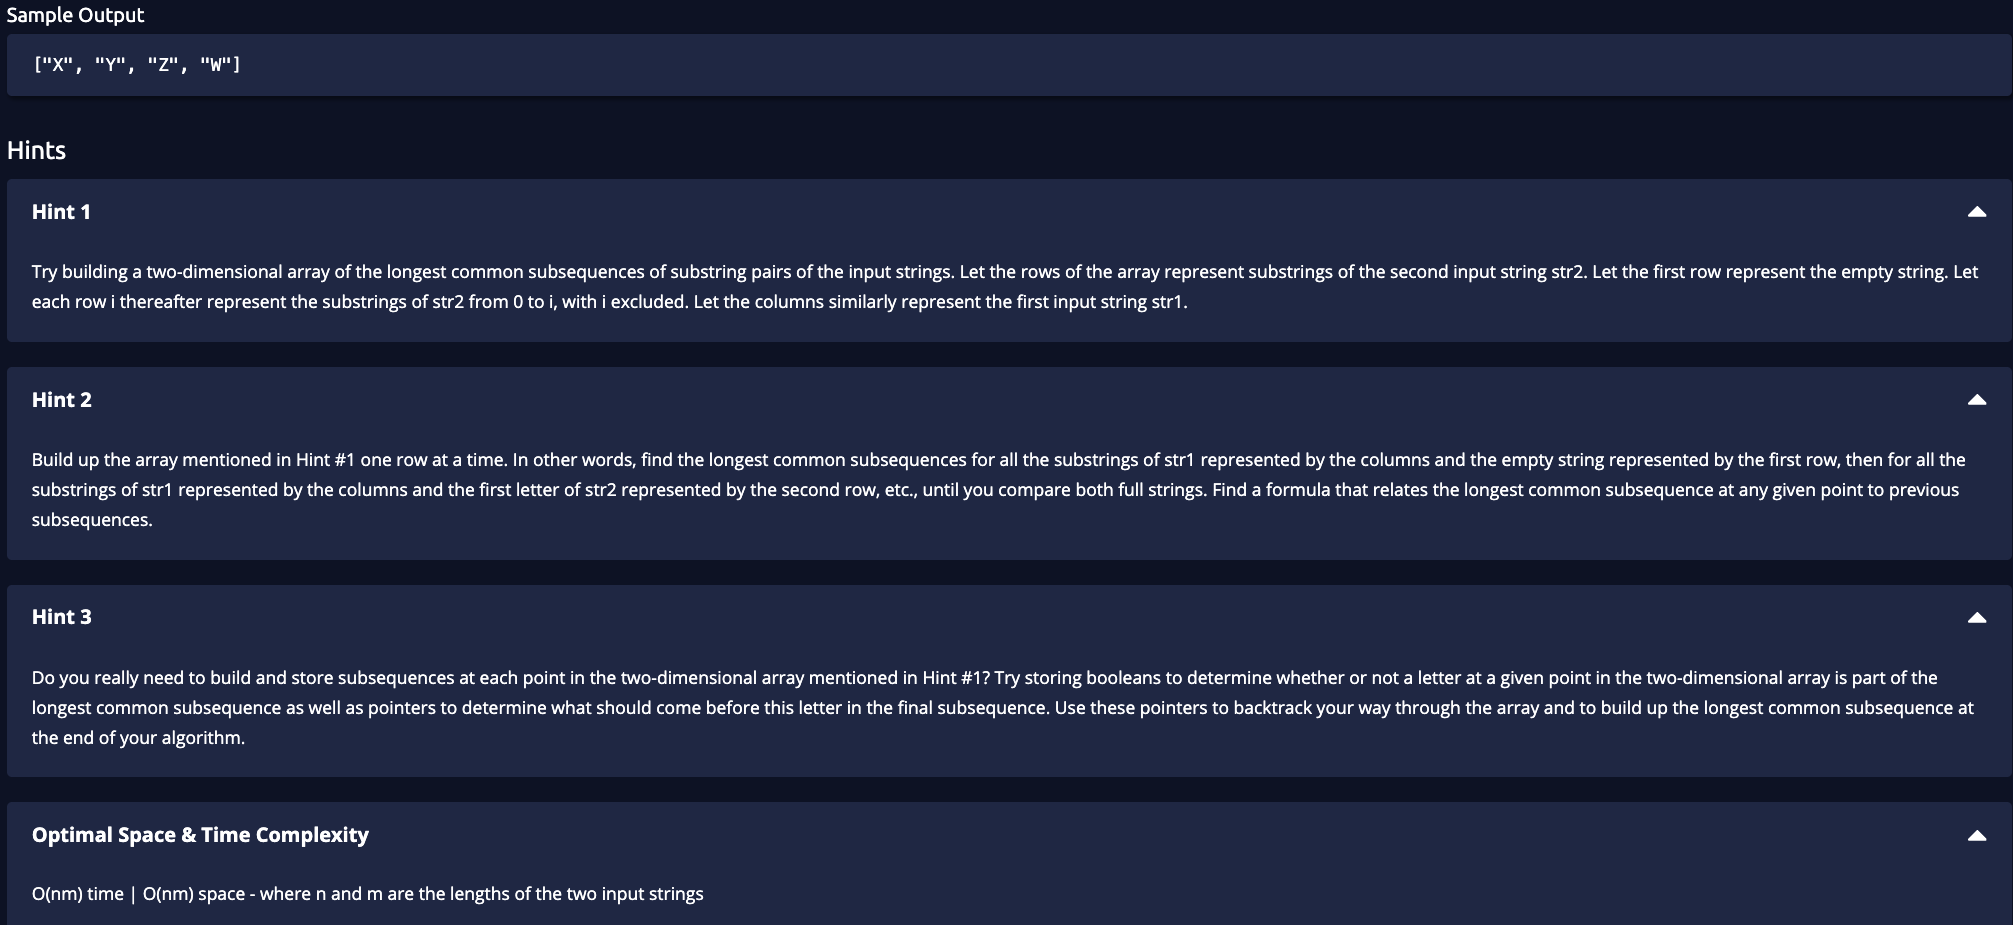 Sample Output
["X", "Y", "Z", "W"]
Hints
Hint 1
Try building a two-dimensional array of the longest common subsequences of substring pairs of the input strings. Let the rows of the array represent substrings of the second input string str2. Let the first row represent the empty string. Let
each row i thereafter represent the substrings of str2 from 0 to i, with i excluded. Let the columns similarly represent the first input string str1.
Hint 2
Build up the array mentioned in Hint #1 one row at a time. In other words, find the longest common subsequences for all the substrings of str1 represented by the columns and the empty string represented by the first row, then for all the
substrings of str1 represented by the columns and the first letter of str2 represented by the second row, etc., until you compare both full strings. Find a formula that relates the longest common subsequence at any given point to previous
subsequences.
Hint 3
Do you really need to build and store subsequences at each point in the two-dimensional array mentioned in Hint #1? Try storing booleans to determine whether or not a letter at a given point in the two-dimensional array is part of the
longest common subsequence as well as pointers to determine what should come before this letter in the final subsequence. Use these pointers to backtrack your way through the array and to build up the longest common subsequence at
the end of your algorithm.
Optimal Space & Time Complexity
O(nm) time | O(nm) space - where n and m are the lengths of the two input strings